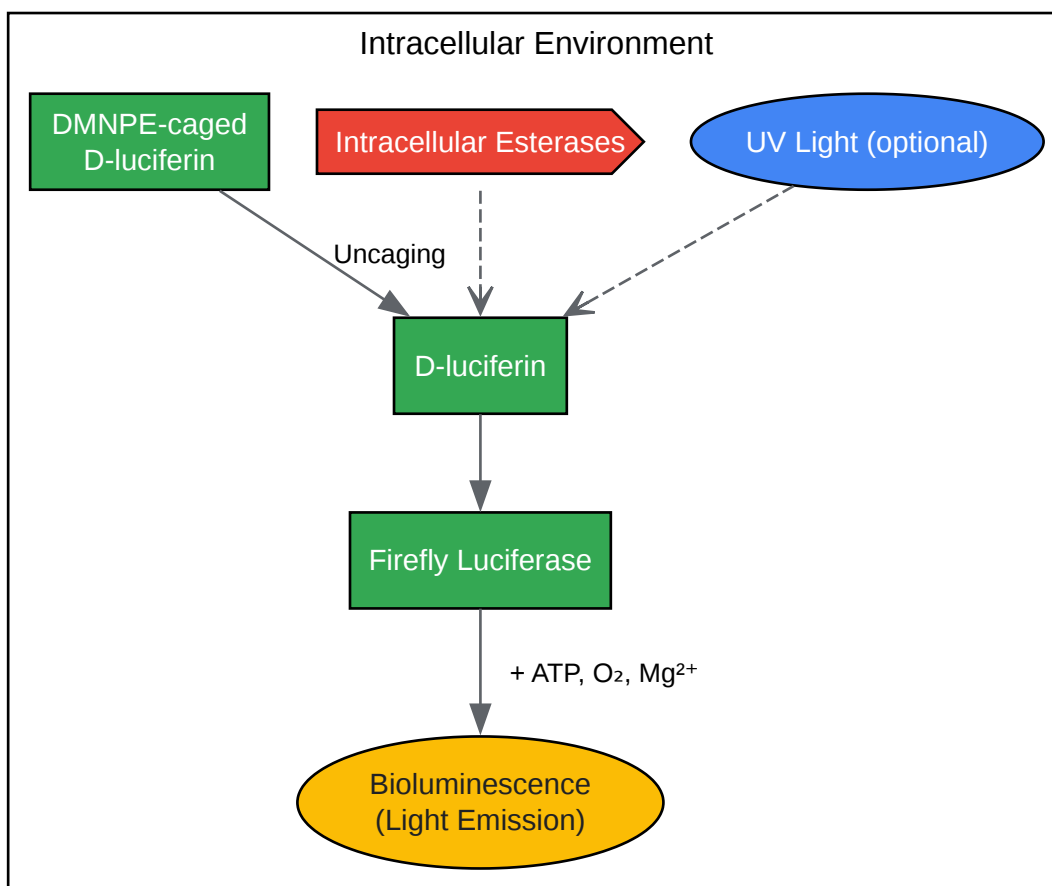 Intracellular Environment
DMNPE-caged
D-luciferin
Intracellular Esterases
UV Light (optional)
Uncaging
D-luciferin
Firefly Luciferase
+ ATP, O₂, Mg²⁺
Bioluminescence
(Light Emission)